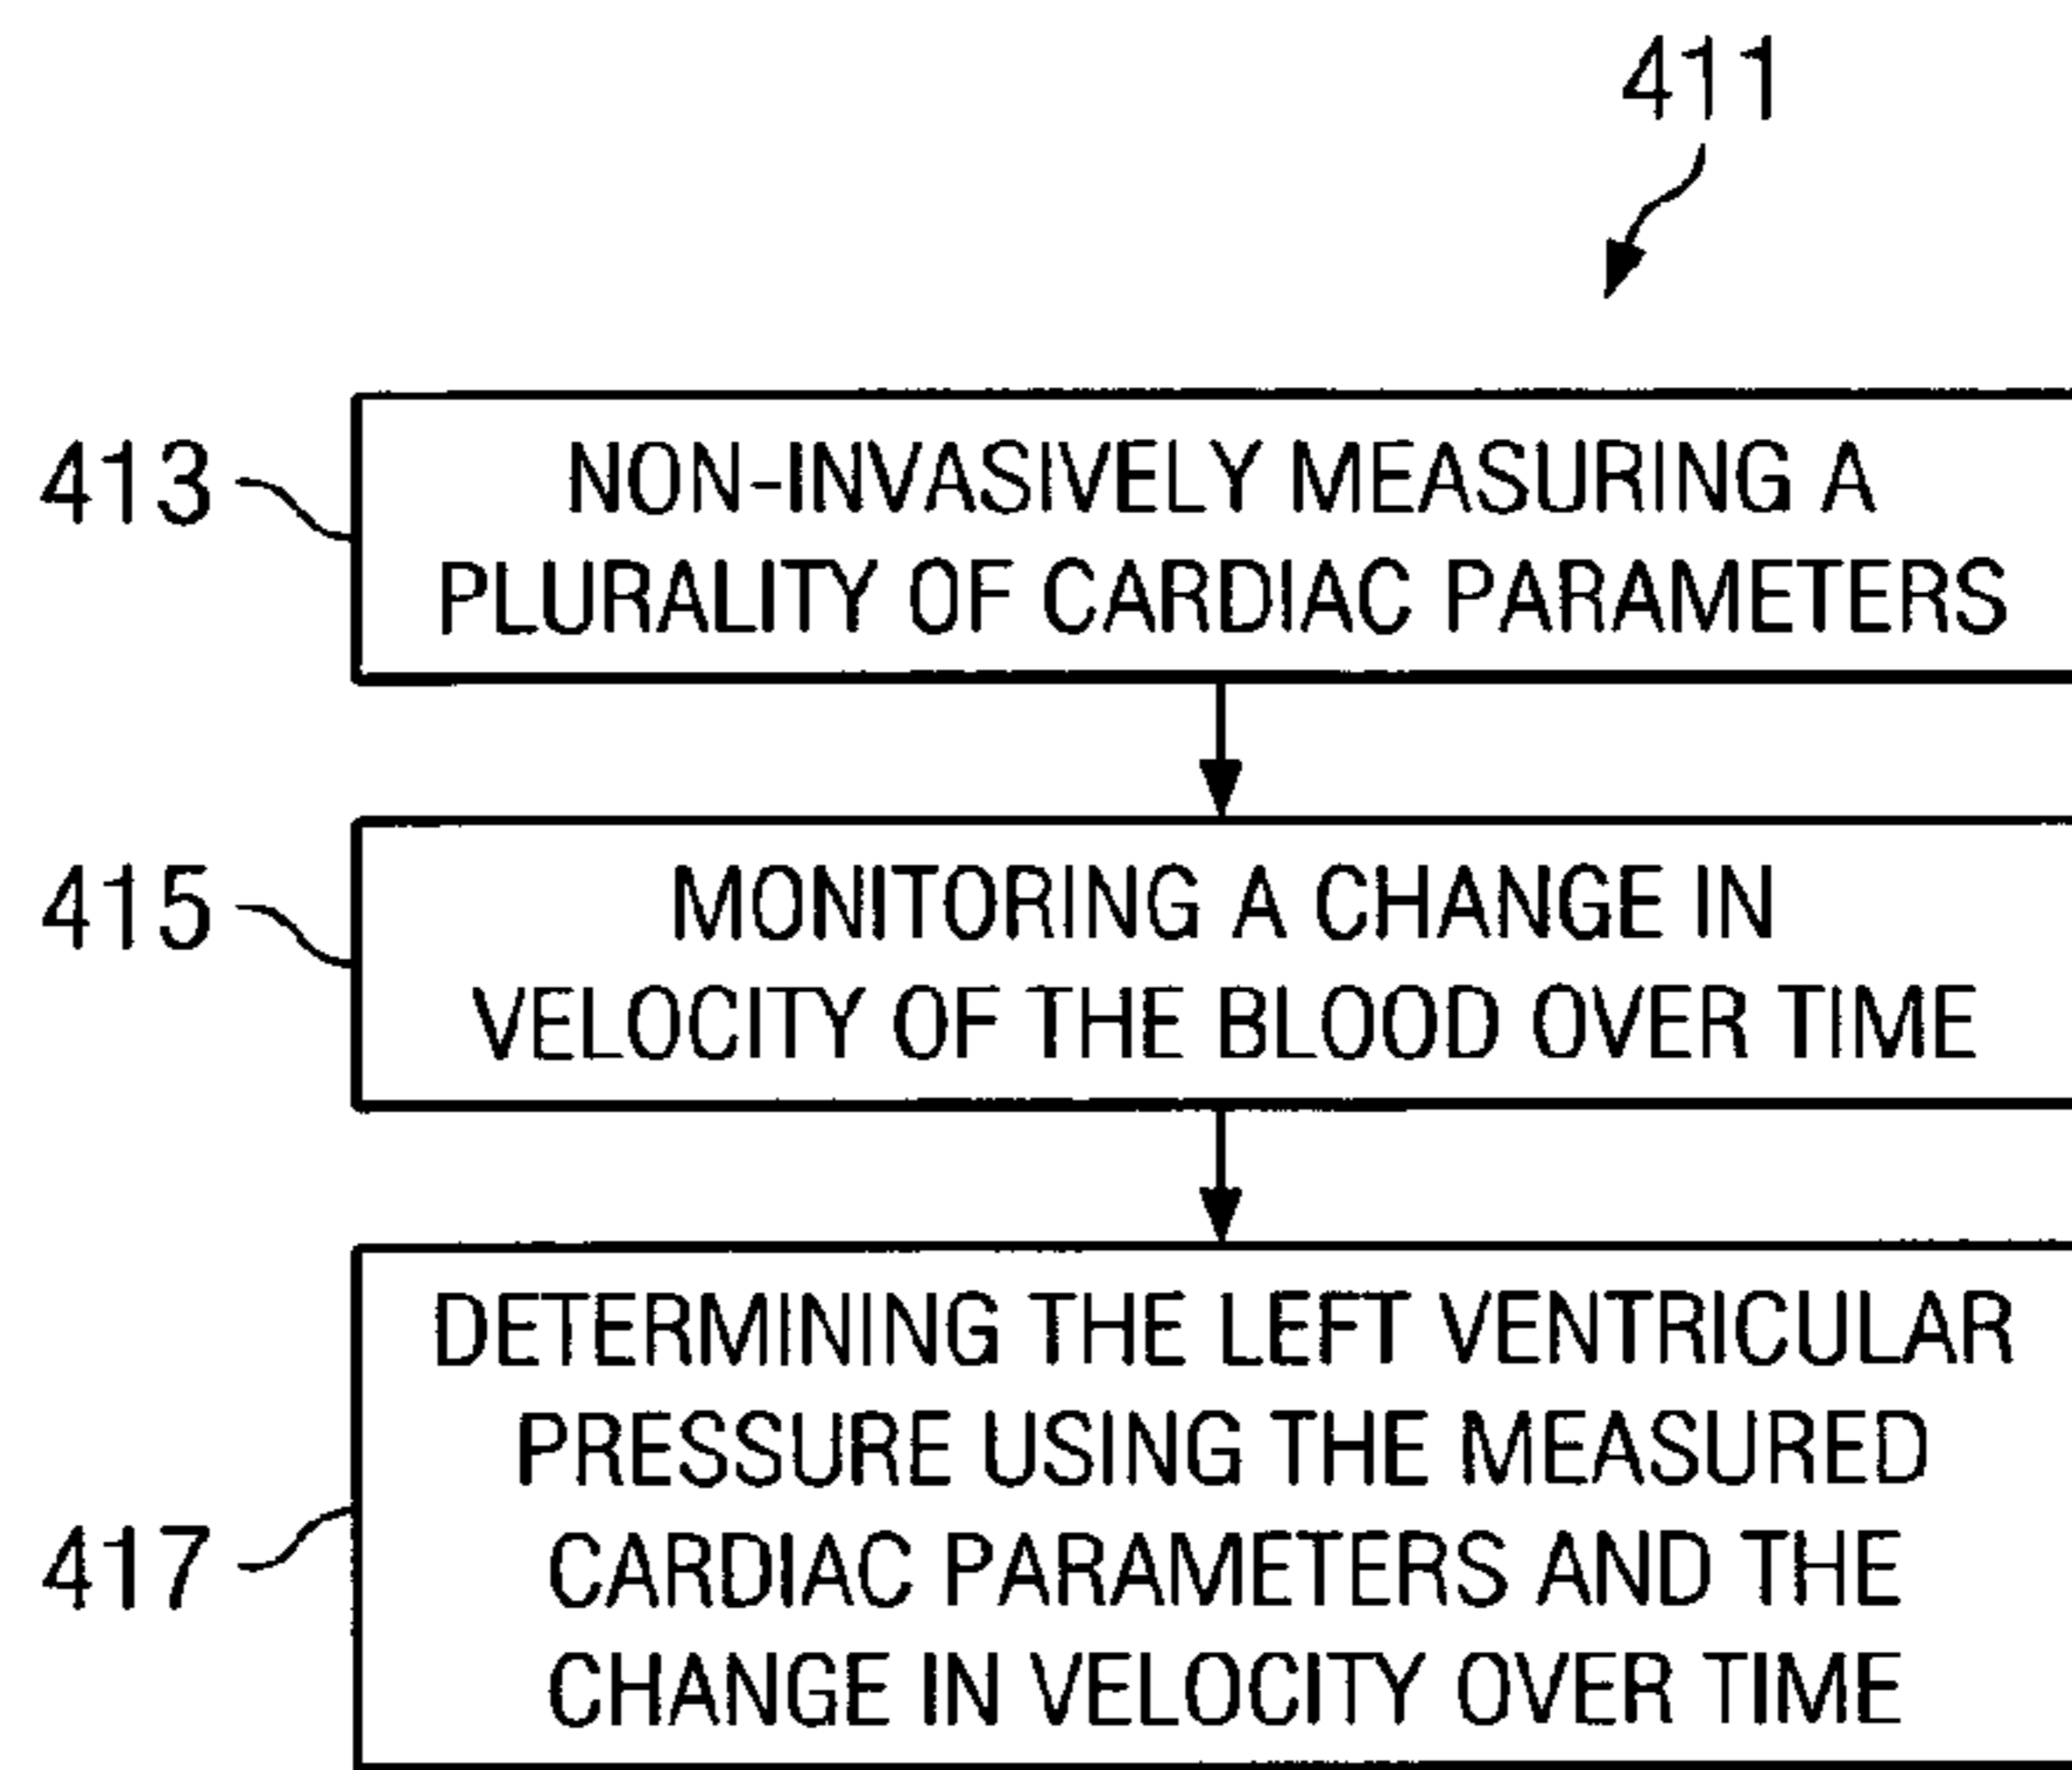 411
413
NON-INVASIVELY MEASURING A
PLURALITY OF CARDIAC PARAMETERS
415
MONITORING A CHANGE IN
VELOCITY OF THE BLOOD OVER TIME
417
DETERMINING THE LEFT VENTRICULAR
PRESSURE USING THE MEASURED
CARDIAC PARAMETERS AND THE
CHANGE IN VELOCITY OVER TIME